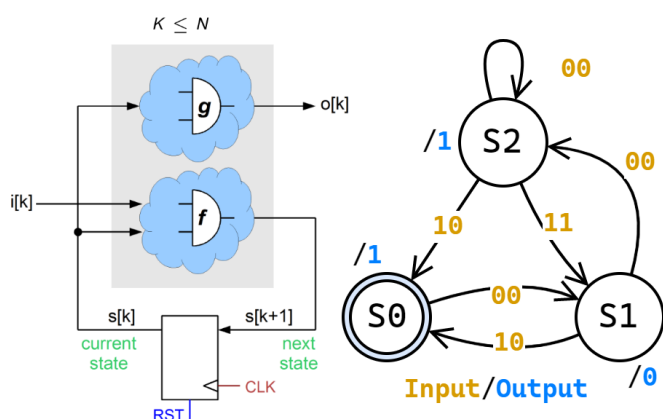 K ≤ N
g
o[k]
i[k]
f
s[k]
s[k+1]
current
state
next
state
CLK
RST
00
/1
S2
00
10
11
/1
S0
00
S1
10
/0
Input/Output